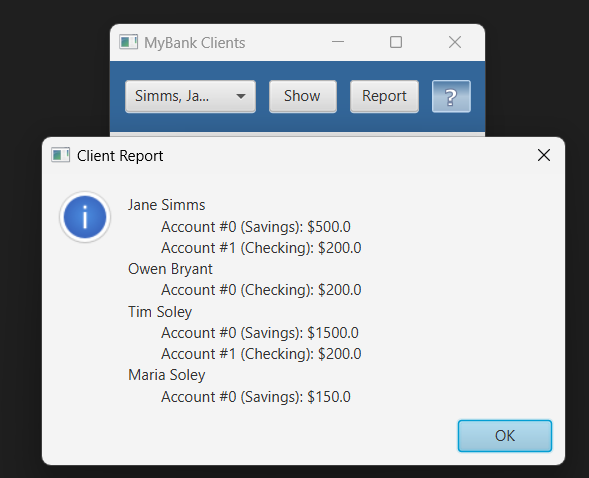 MyBank Clients
Simms, Ja...
Show
Report
?
Client Report
i
Jane Simms
Account #0 (Savings): $500.0
Account #1 (Checking): $200.0
Owen Bryant
Account #0 (Checking): $200.0
Tim Soley
Account #0 (Savings): $1500.0
Account #1 (Checking): $200.0
Maria Soley
Account #0 (Savings): $150.0
OK